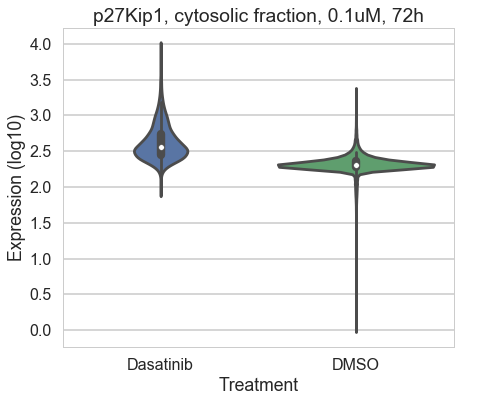 p27Kip1, cytosolic fraction, 0.1uM, 72h
4.0
3.5
3.0
2.5
2.0
1.5
1.0
0.5
0.0
Expression (log10)
Dasatinib DMSO
Treatment